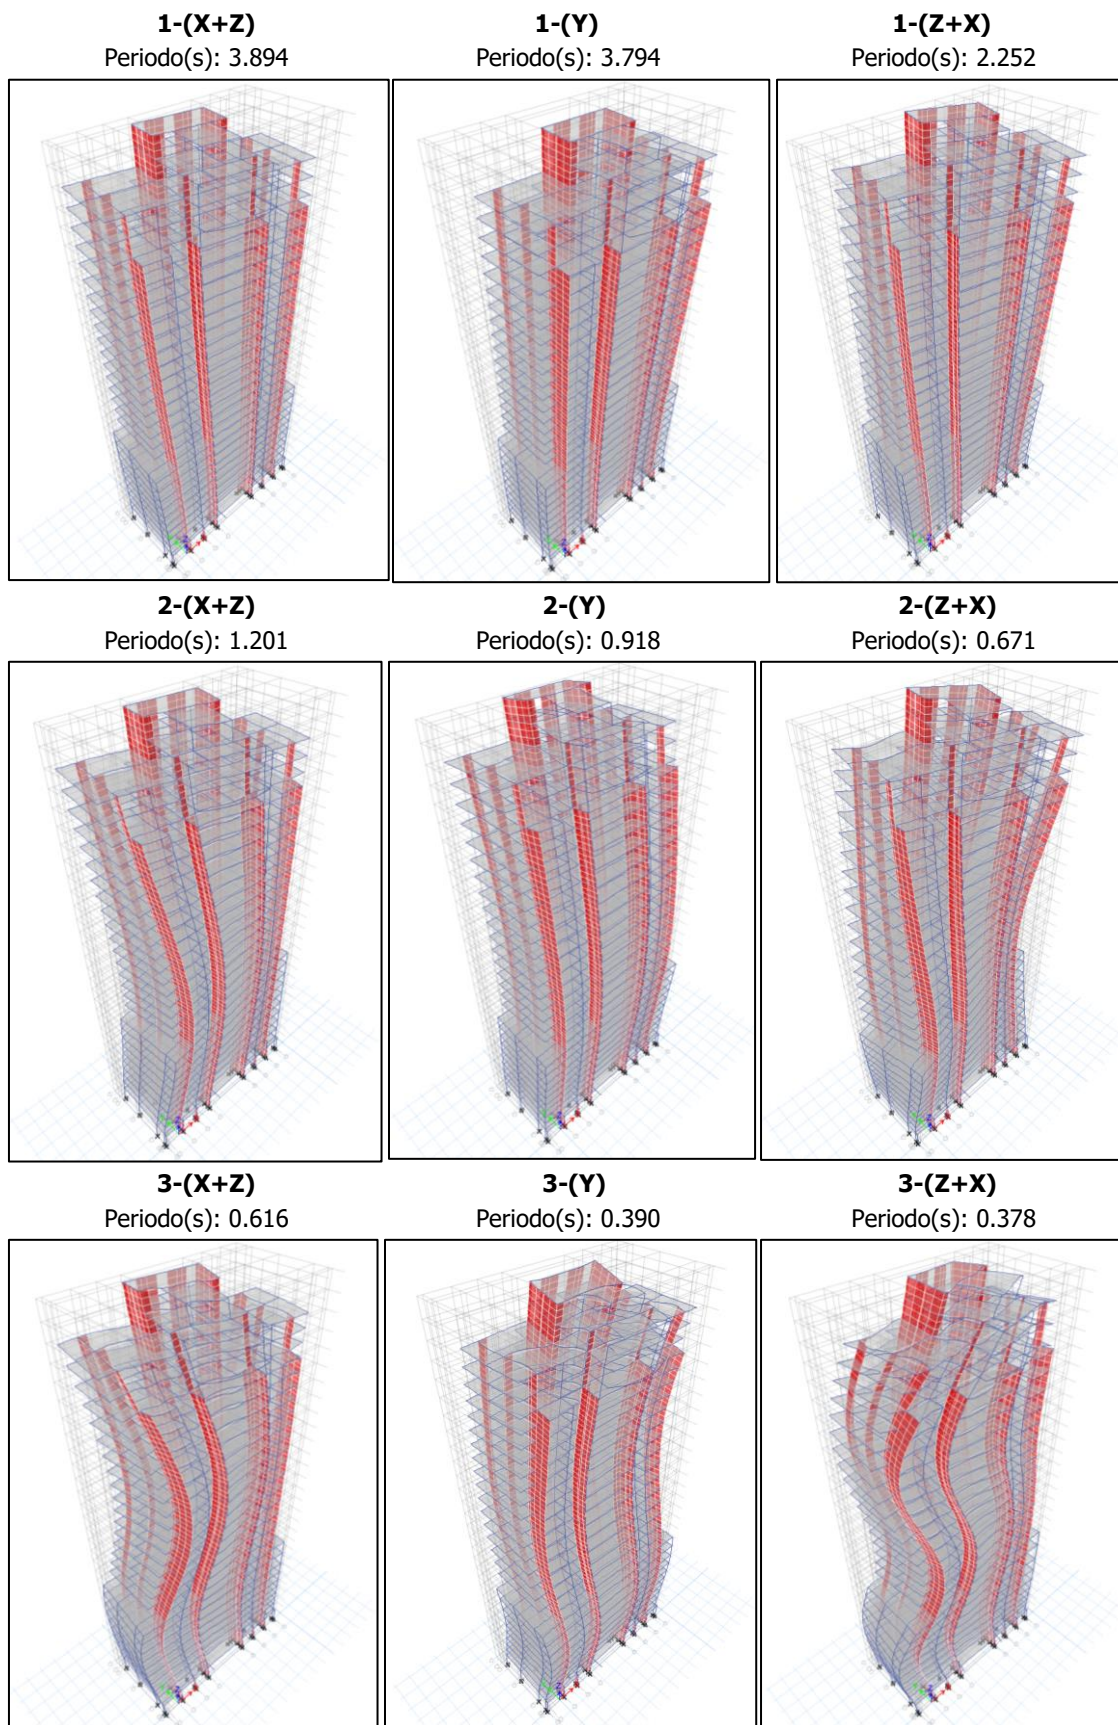 1-(X+Z)
Periodo(s): 3.894
1-(Y)
Periodo(s): 3.794
1-(Z+X)
Periodo(s): 2.252
2-(X+Z)
Periodo(s): 1.201
2-(Y)
Periodo(s): 0.918
2-(Z+X)
Periodo(s): 0.671
3-(X+Z)
Periodo(s): 0.616
3-(Y)
Periodo(s): 0.390
3-(Z+X)
Periodo(s): 0.378